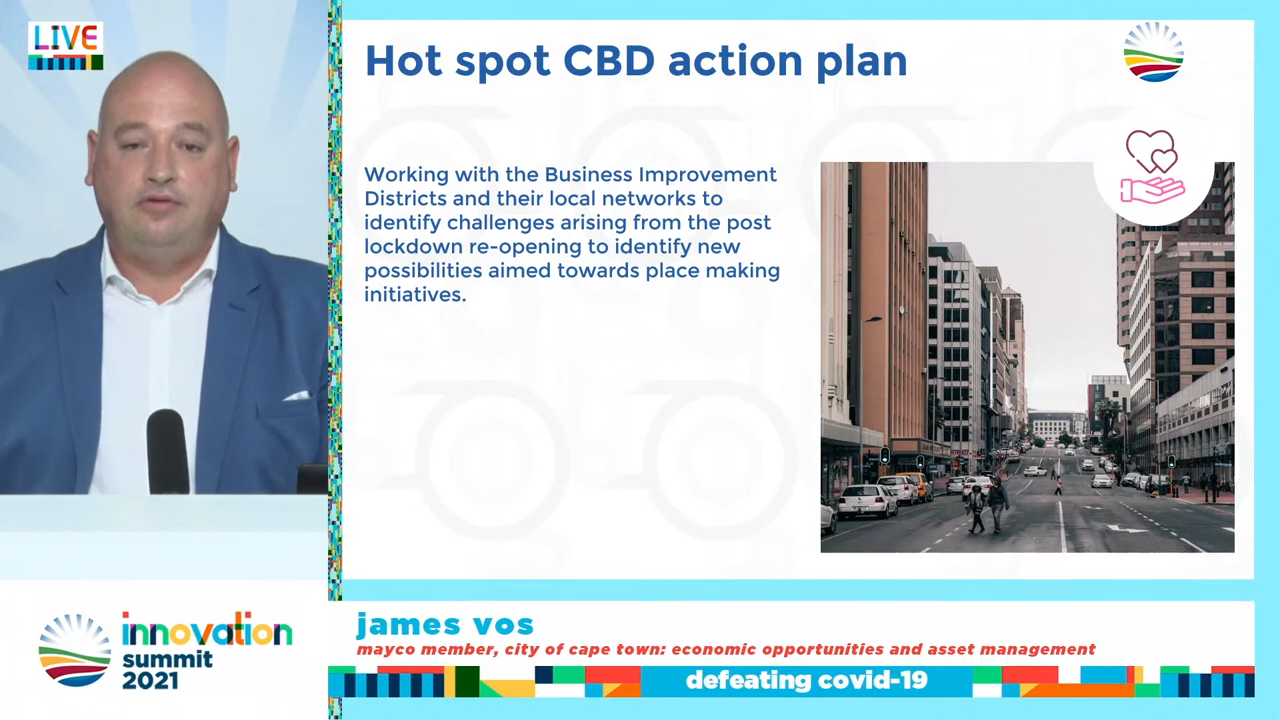 LIVE
Hot spot CBD action plan
Working with the Business Improvement
Districts and their local networks to
identify challenges arising from the post
lockdown re-opening to identify new
possibilities aimed towards place making
initiatives.
innovation
summit
2021
james vos
mayco member, city of cape town: economic opportunities and asset management
defeating covid-19